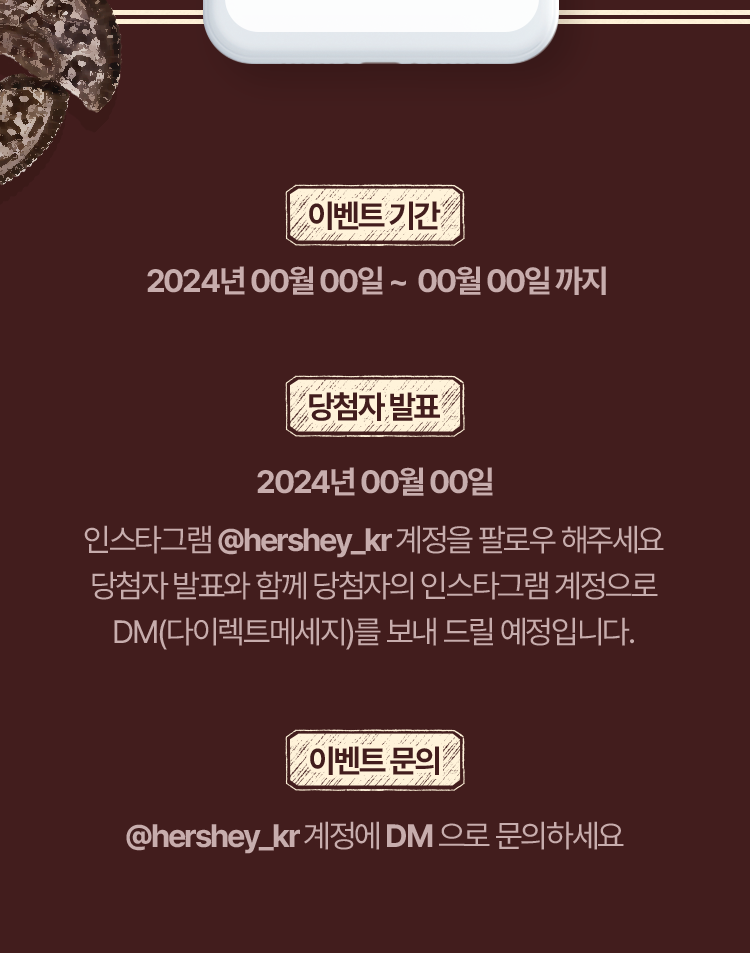 이벤트 기간
2024년 00월 00일 ~ 00월 00일 까지
당첨자 발표
2024년 00월 00일
인스타그램 @hershey_kr 계정을 팔로우 해주세요
당첨자 발표와 함께 당첨자의 인스타그램 계정으로
DM(다이렉트메세지)를 보내 드릴 예정입니다.
이벤트 문의
@hershey_kr 계정에 DM 으로 문의하세요